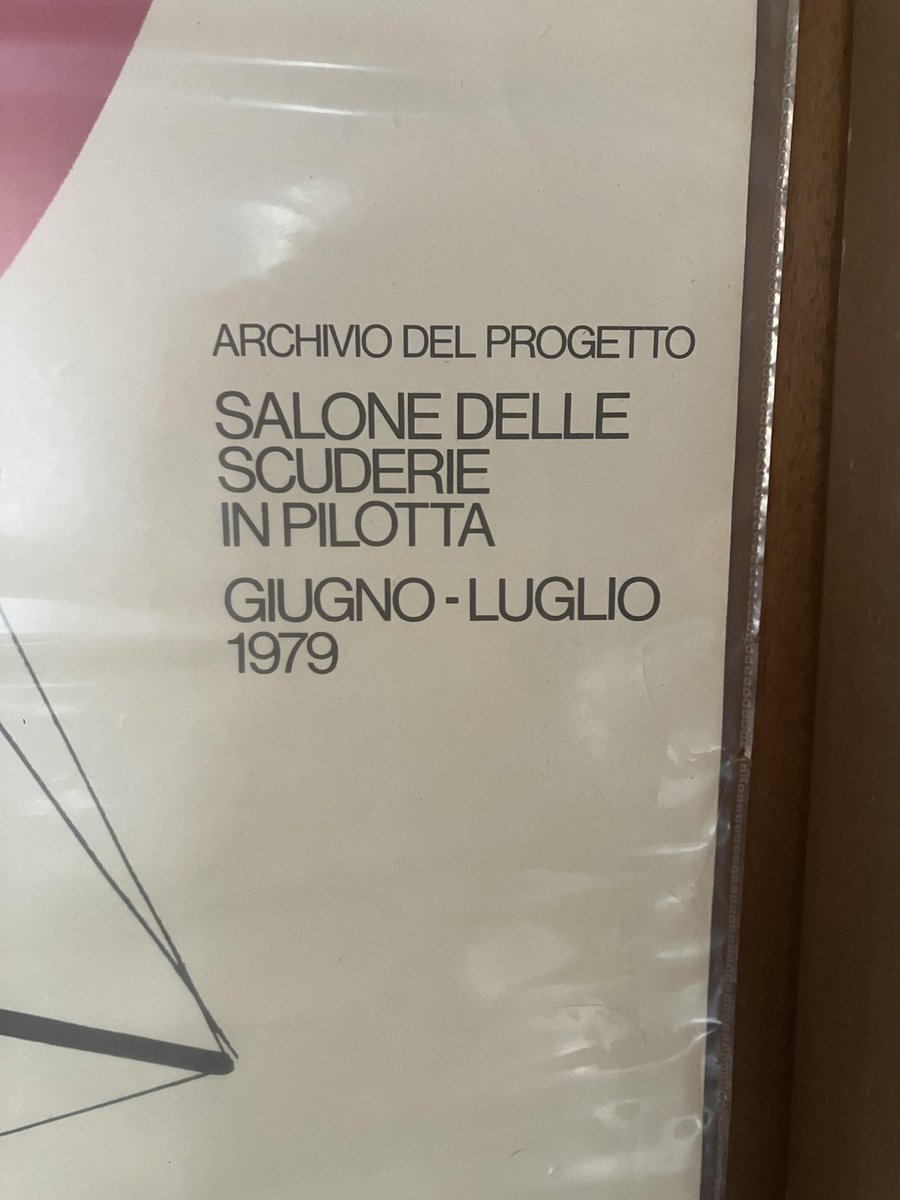 ARCHIVIO DEL PROGETTO
SALONE DELLE
SCUDERIE
IN PILOTTA
GIUGNO - LUGLIO
1979